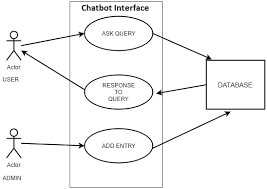 Chatbot Interface
ASK QUERY
Actor
USER
RESPONSE
TO
QUERY
DATABASE
Actor
ADMIN
ADD ENTRY